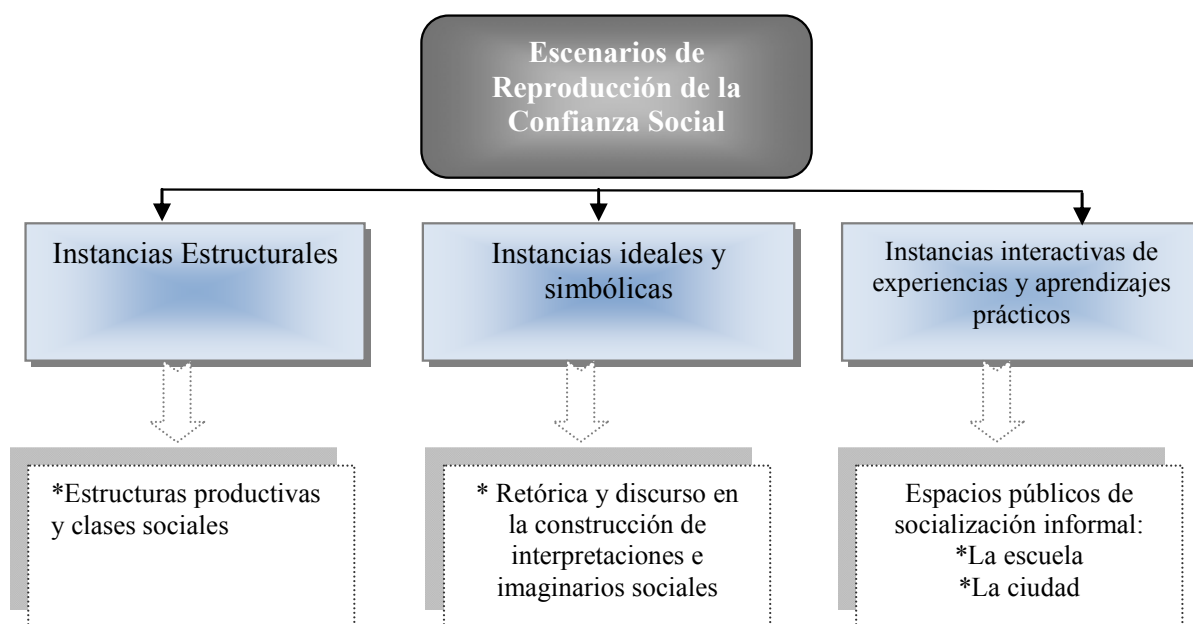 Escenarios de
Reproducción de la
Confianza Social
Instancias Estructurales
Instancias ideales y
simbólicas
Instancias interactivas de
experiencias y aprendizajes
prácticos
*Estructuras productivas
y clases sociales
* Retórica y discurso en
la construcción de
interpretaciones e
imaginarios sociales
Espacios públicos de
socialización informal:
*La escuela
*La ciudad